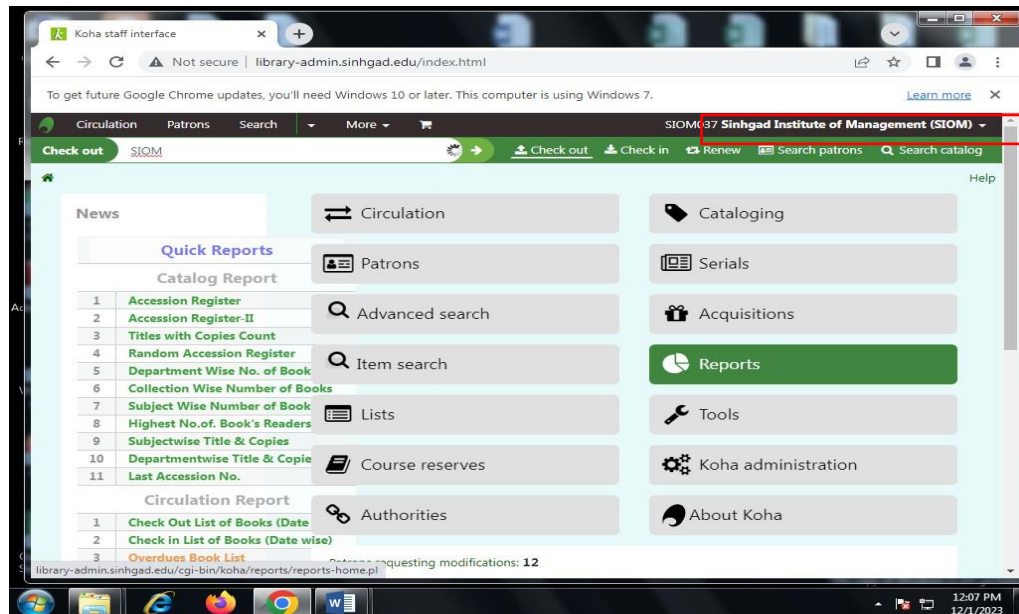 Koha staff interface
Not secure | library-admin.sinhgad.edu/index.html
To get future Google Chrome updates, you'll need Windows 10 or later. This computer is using Windows 7.
Learn more
Circulation Patrons Search More
SIOM037 Sinhgad Institute of Management (SIOM)
Check out SIOM
Check out Check in Renew Search patrons Search catalog
Help
News
Quick Reports
Catalog Report
1 Accession Register
2 Accession Register-II
3 Titles with Copies Count
4 Random Accession Register
5 Department Wise No. of Book
6 Collection Wise Number of Books
7 Subject Wise Number of Book
8 Highest No.of. Book's Readers
9 Subjectwise Title & Copies
10 Departmentwise Title & Copie
11 Last Accession No.
Circulation Report
1 Check Out List of Books (Date
2 Check in List of Books (Date wise)
3 Overdues Book List
Circulation
Patrons
Advanced search
Item search
Lists
Course reserves
Authorities
Cataloging
Serials
Acquisitions
Reports
Tools
Koha administration
About Koha
Patrons requesting modifications: 12
library-admin.sinhgad.edu/cgi-bin/koha/reports/reports-home.pl
12:07 PM
12/1/2023